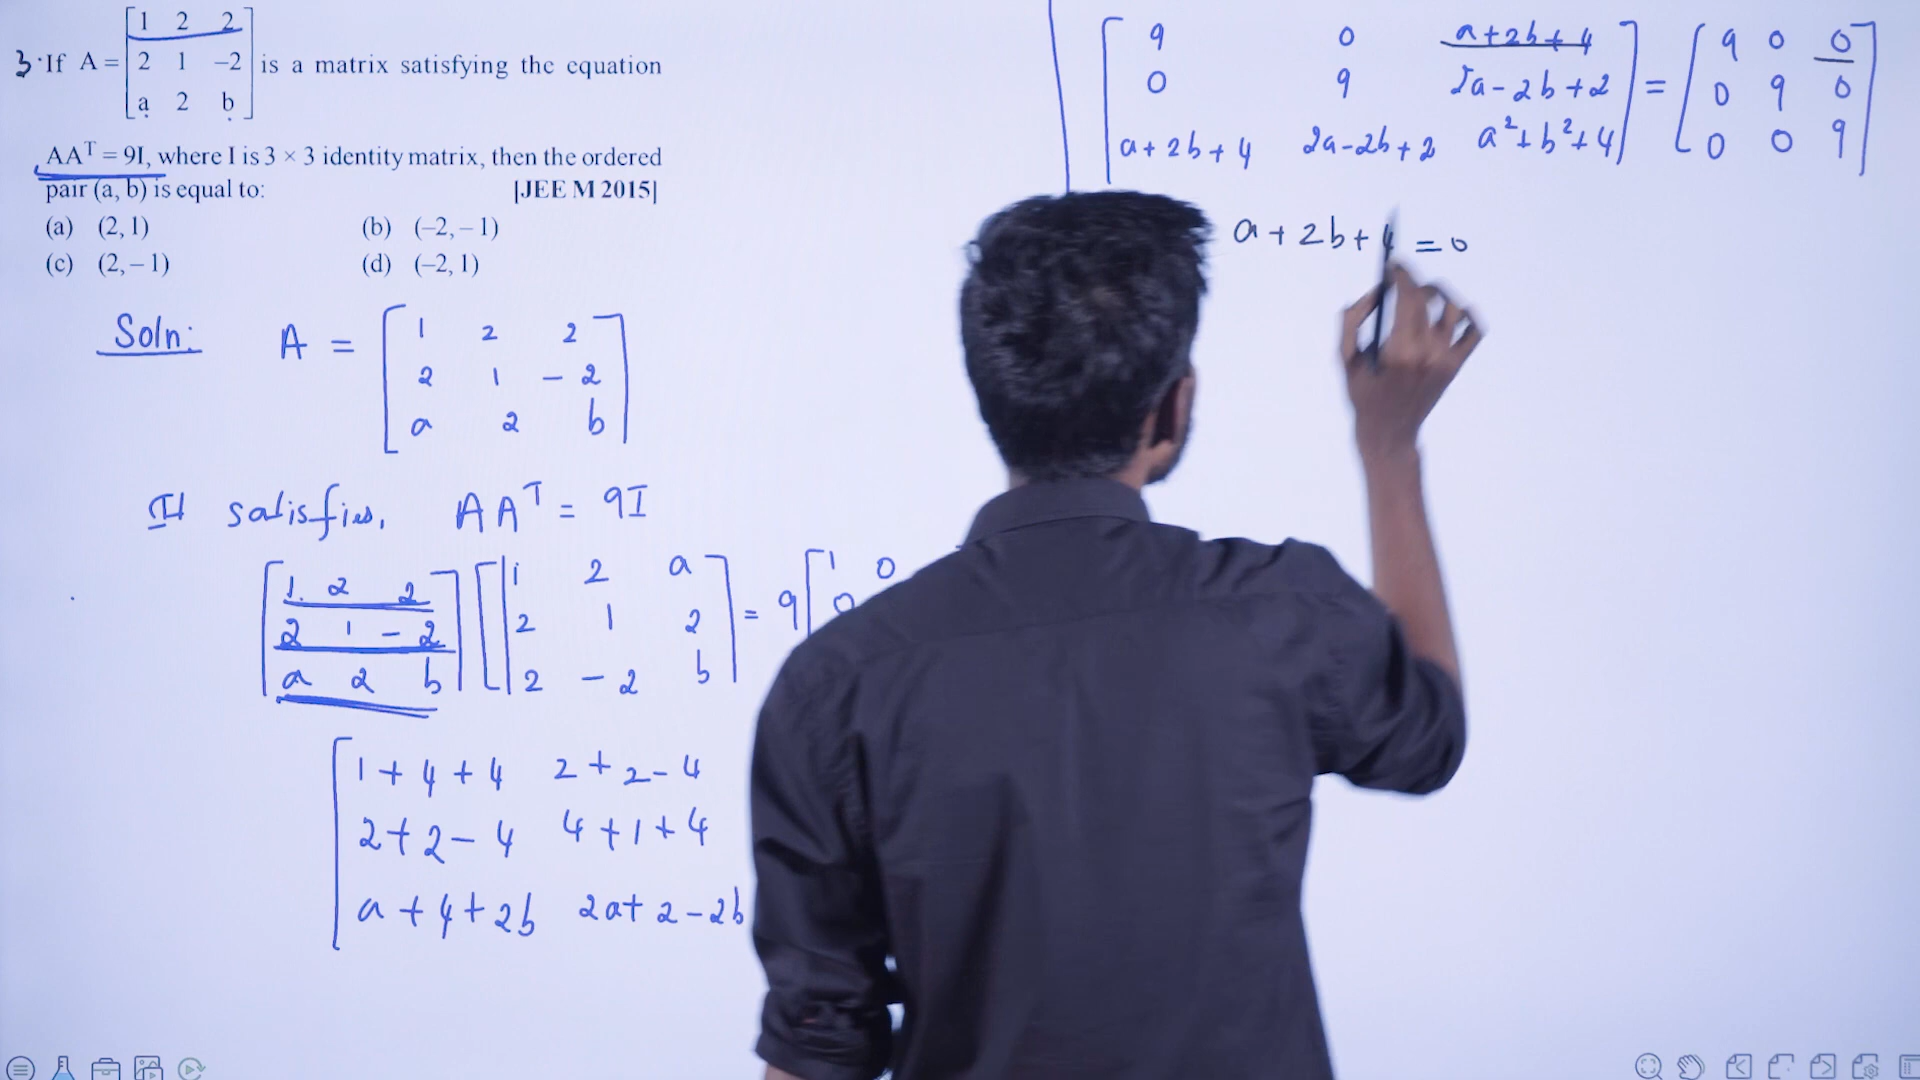 3. If A = [1 2 2
2 1 –2
a 2 b] is a matrix satisfying the equation
AAᵀ = 9I, where I is 3 × 3 identity matrix, then the ordered
pair (a, b) is equal to: [JEE M 2015]
(a) (2, 1) (b) (–2, – 1)
(c) (2, – 1) (d) (–2, 1)
Soln: A = [1 2 2
2 1 – 2
a 2 b]
It satisfies, AAᵀ = 9I
[1 2 2 [1 2 a = 9 [1 0
2 1 – 2 2 1 2 0
a 2 b] 2 – 2 b]
[1 + 4 + 4 2 + 2 – 4
2 + 2 – 4 4 + 1 + 4
a + 4 + 2b 2a + 2 – 2b
[9 0 a + 2b + 4 = [9 0 0
0 9 2a – 2b + 2 0 9 0
a + 2b + 4 2a – 2b + 2 a² + b² + 4] 0 0 9]
a + 2b + 4 = 0